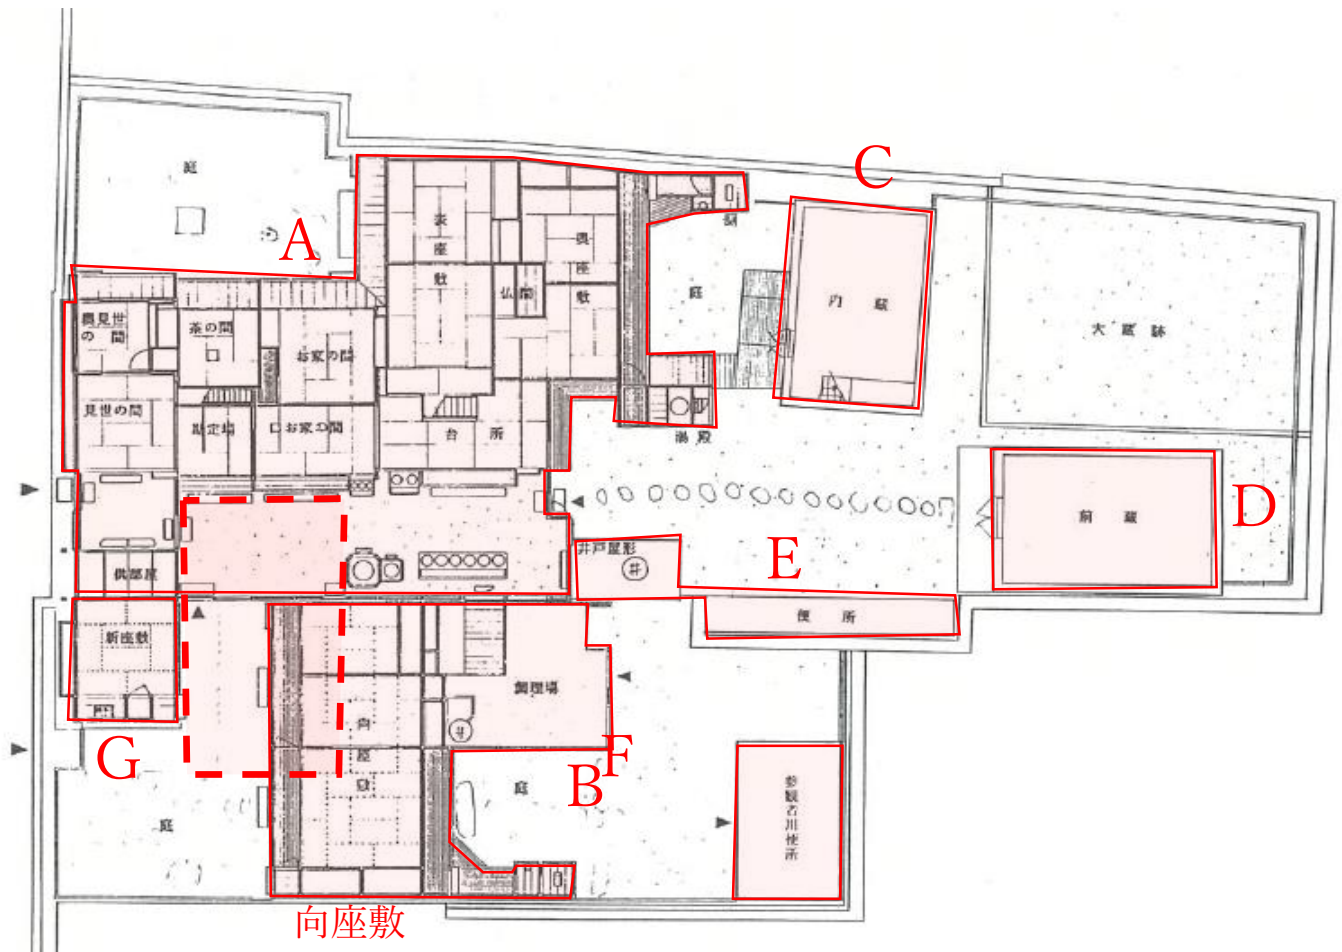 C
庭
A
表座敷
奥座敷
仏間
庭
内蔵
大蔵跡
奥見世の間
茶の間
お家の間
見世の間
勘定場
口お家の間
台所
湯殿
前蔵
D
井戸屋形
井
E
供部屋
便所
新座敷
調理場
井
向座敷
G
F
B
庭
庭
参観者用便所
向座敷